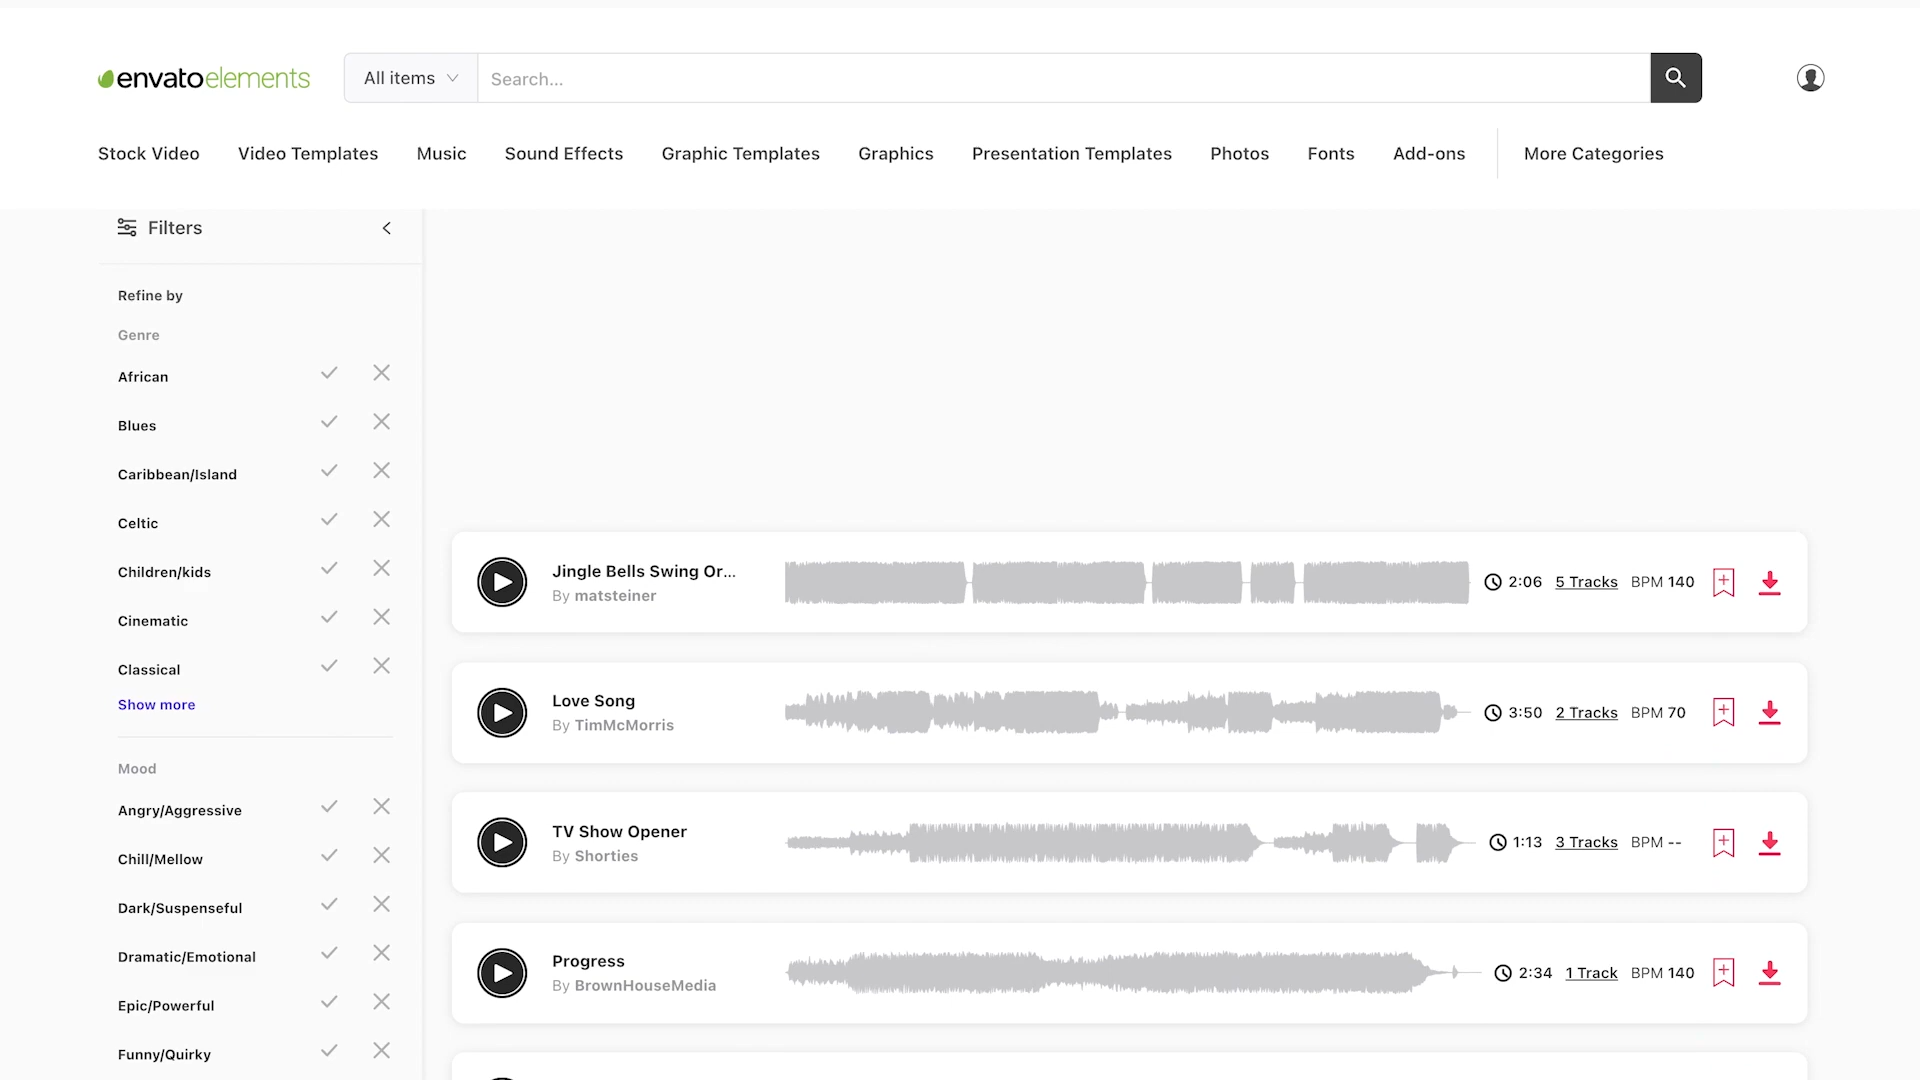 envatoelements
All items
Search...
Stock Video
Video Templates
Music
Sound Effects
Graphic Templates
Graphics
Presentation Templates
Photos
Fonts
Add-ons
More Categories
Filters
Refine by
Genre
African
Blues
Caribbean/Island
Celtic
Children/kids
Cinematic
Classical
Show more
Mood
Angry/Aggressive
Chill/Mellow
Dark/Suspenseful
Dramatic/Emotional
Epic/Powerful
Funny/Quirky
Jingle Bells Swing Or...
By matsteiner
2:06 5 Tracks BPM 140
Love Song
By TimMcMorris
3:50 2 Tracks BPM 70
TV Show Opener
By Shorties
1:13 3 Tracks BPM --
Progress
By BrownHouseMedia
2:34 1 Track BPM 140